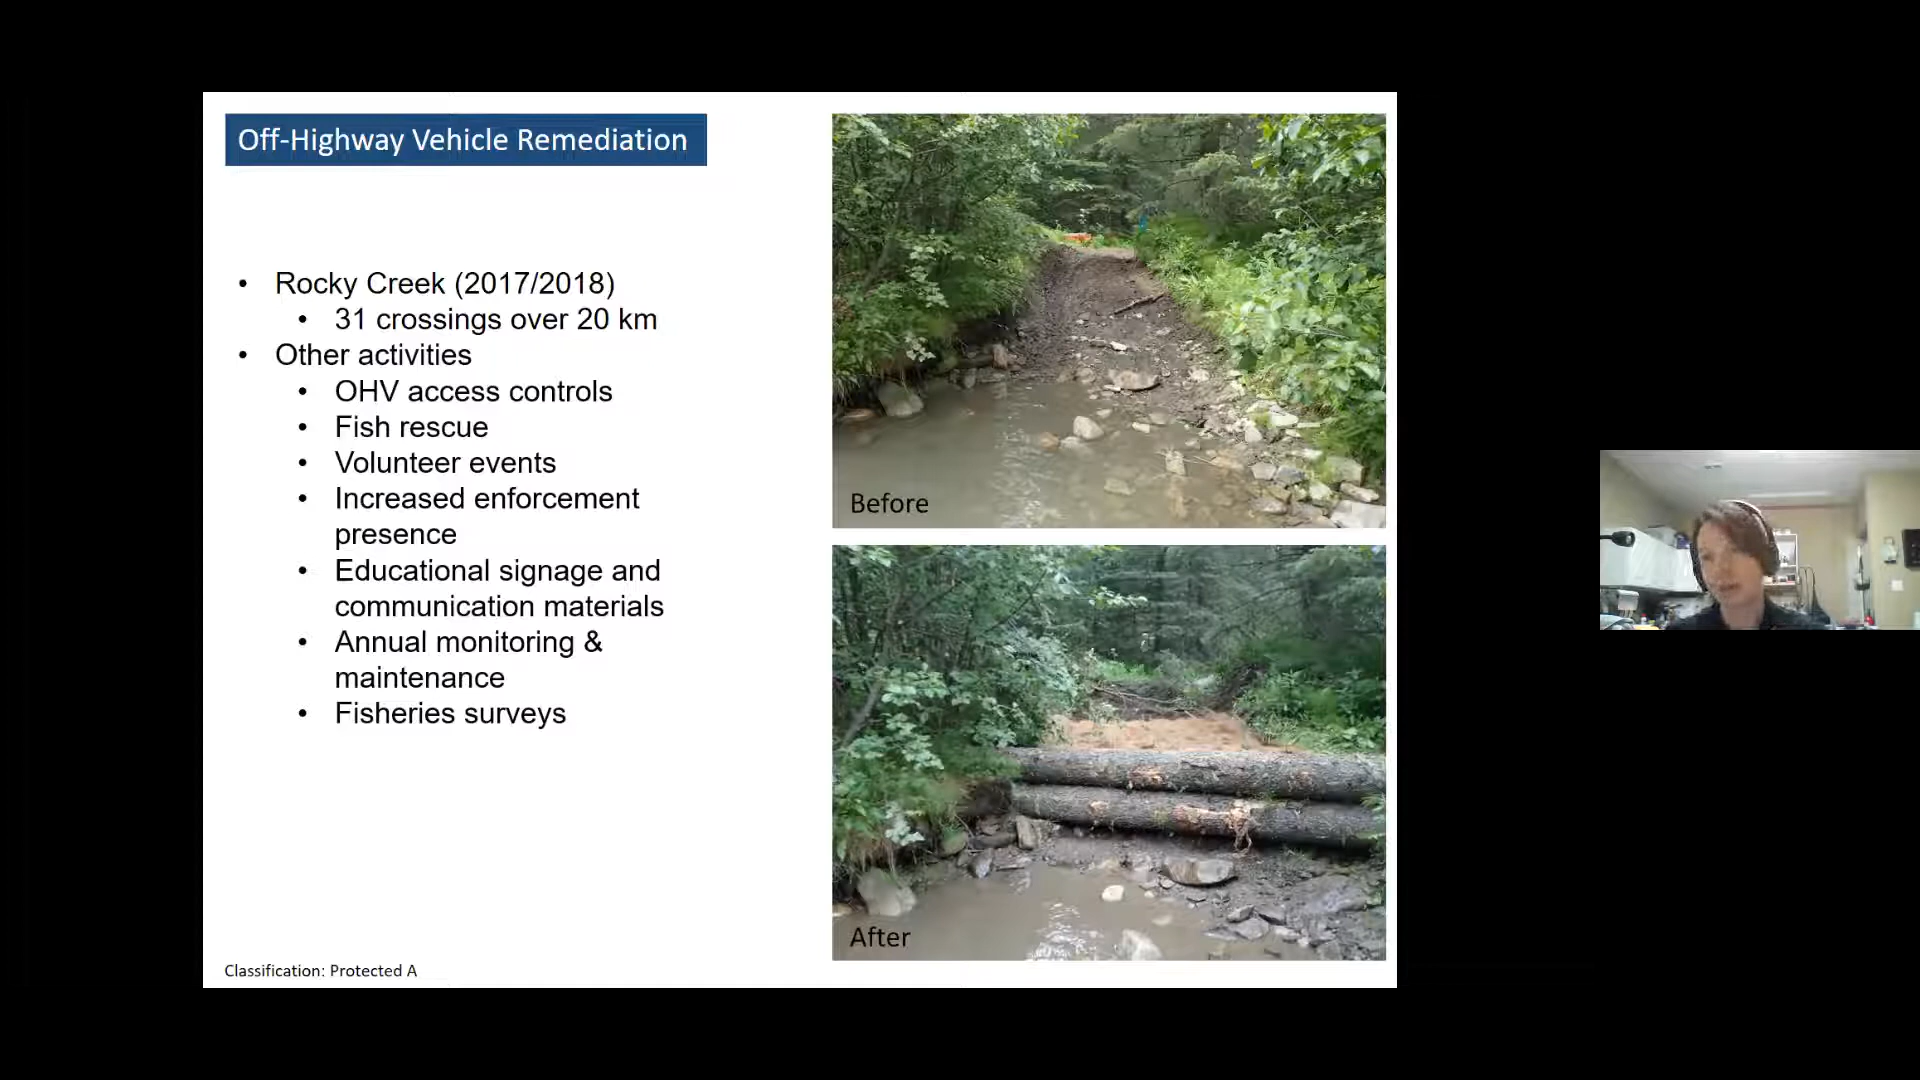 Off-Highway Vehicle Remediation
• Rocky Creek (2017/2018)
• 31 crossings over 20 km
• Other activities
• OHV access controls
• Fish rescue
• Volunteer events
• Increased enforcement
presence
• Educational signage and
communication materials
• Annual monitoring &
maintenance
• Fisheries surveys
Before
After
Classification: Protected A